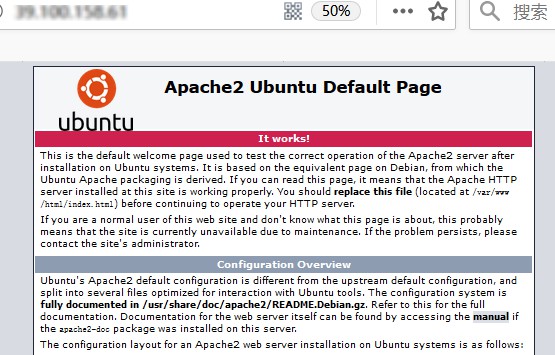 50%
搜索
Apache2 Ubuntu Default Page
ubuntu
It works!
This is the default welcome page used to test the correct operation of the Apache2 server after
installation on Ubuntu systems. It is based on the equivalent page on Debian, from which the
Ubuntu Apache packaging is derived. If you can read this page, it means that the Apache HTTP
server installed at this site is working properly. You should replace this file (located at /var/www
/html/index.html) before continuing to operate your HTTP server.
If you are a normal user of this web site and don't know what this page is about, this probably
means that the site is currently unavailable due to maintenance. If the problem persists, please
contact the site's administrator.
Configuration Overview
Ubuntu's Apache2 default configuration is different from the upstream default configuration, and
split into several files optimized for interaction with Ubuntu tools. The configuration system is
fully documented in /usr/share/doc/apache2/README.Debian.gz. Refer to this for the full
documentation. Documentation for the web server itself can be found by accessing the manual if
the apache2-doc package was installed on this server.
The configuration layout for an Apache2 web server installation on Ubuntu systems is as follows: